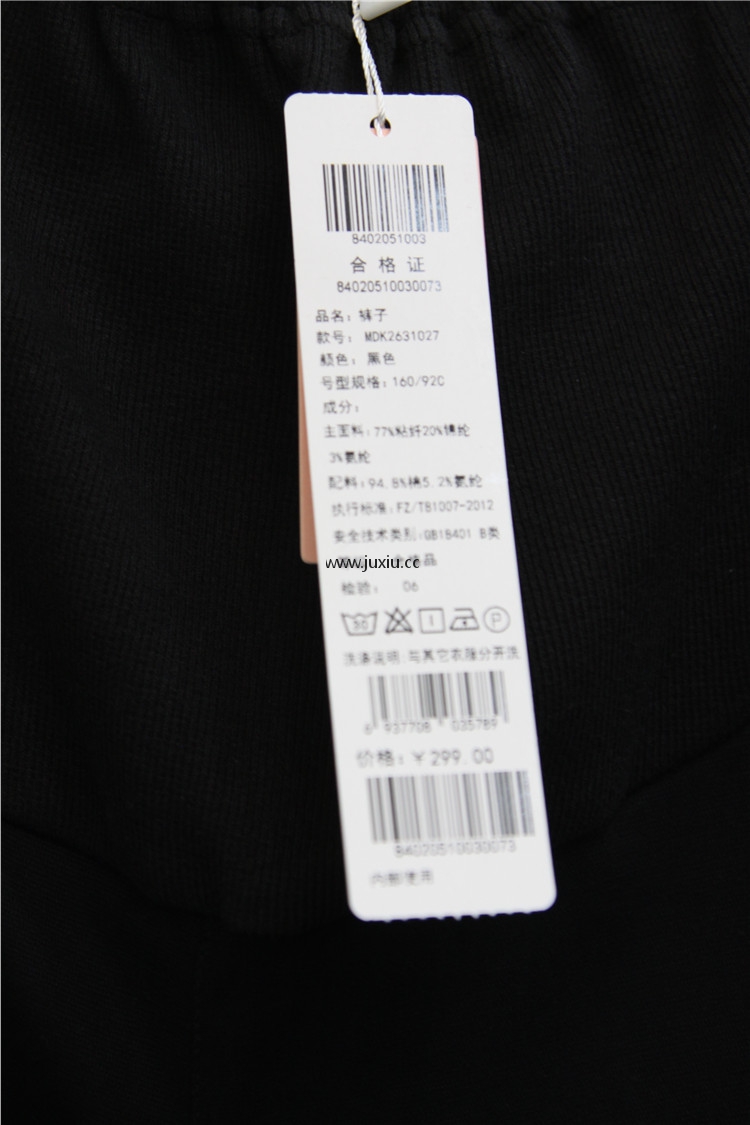 8402051003
合格证
84020510030073
品名：裤子
款号：MDK2631027
颜色：黑色
号型规格：160/92C
成分：
主面料：77%粘纤20%锦纶
3%氨纶
配料：94.8%棉5.2%氨纶
执行标准：FZ/T81007-2012
安全技术类别：GB18401 B类
www.juxiu.cc
检验： 06
30
P
洗涤说明：与其它衣服分开洗
6 937708 035789
价格：￥299.00
84020510030073
内部使用